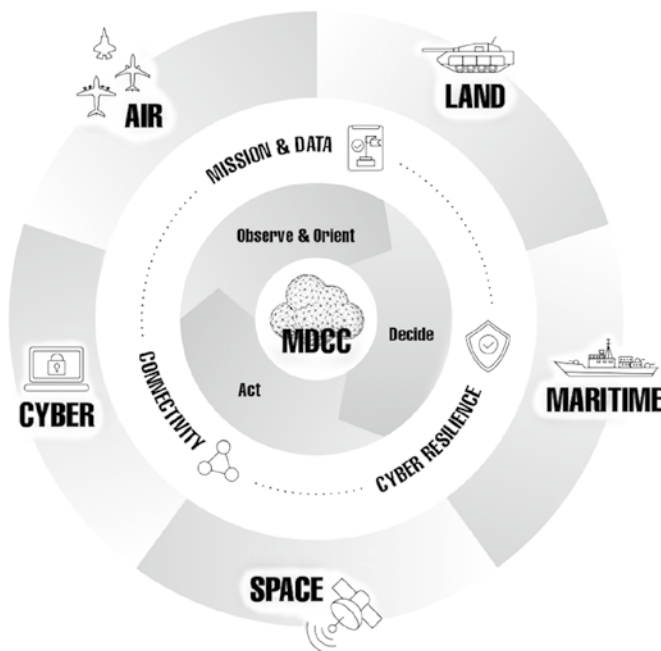 AIR
LAND
MISSION & DATA
Observe & Orient
MDCC
Decide
Act
CYBER
CONNECTIVITY
CYBER RESILIENCE
MARITIME
SPACE